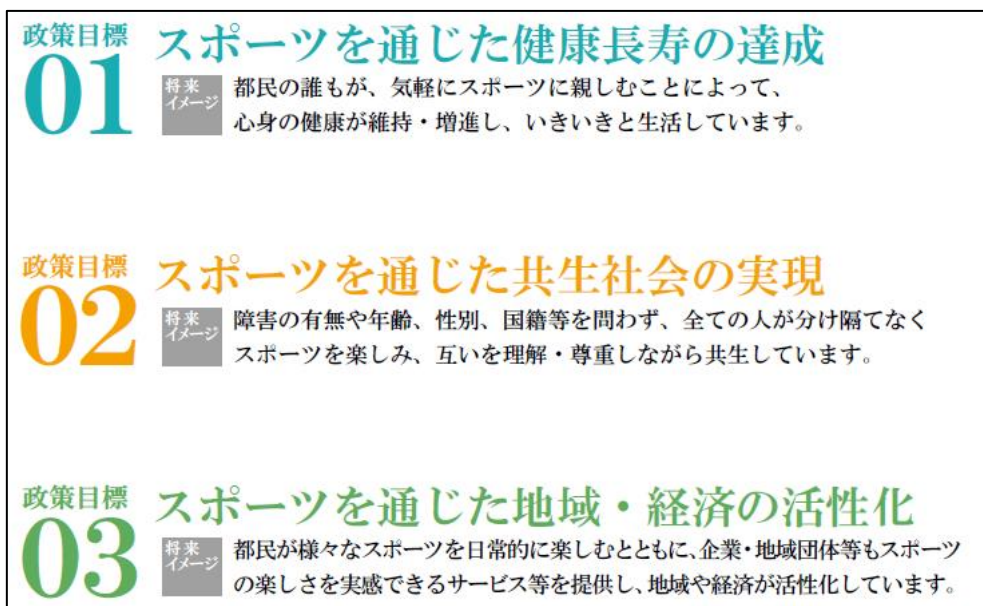 政策目標
01
スポーツを通じた健康長寿の達成
将来
イメージ
都民の誰もが、気軽にスポーツに親しむことによって、
心身の健康が維持・増進し、いきいきと生活しています。
政策目標
02
スポーツを通じた共生社会の実現
将来
イメージ
障害の有無や年齢、性別、国籍等を問わず、全ての人が分け隔てなく
スポーツを楽しみ、互いを理解・尊重しながら共生しています。
政策目標
03
スポーツを通じた地域・経済の活性化
将来
イメージ
都民が様々なスポーツを日常的に楽しむとともに、企業・地域団体等もスポーツ
の楽しさを実感できるサービス等を提供し、地域や経済が活性化しています。